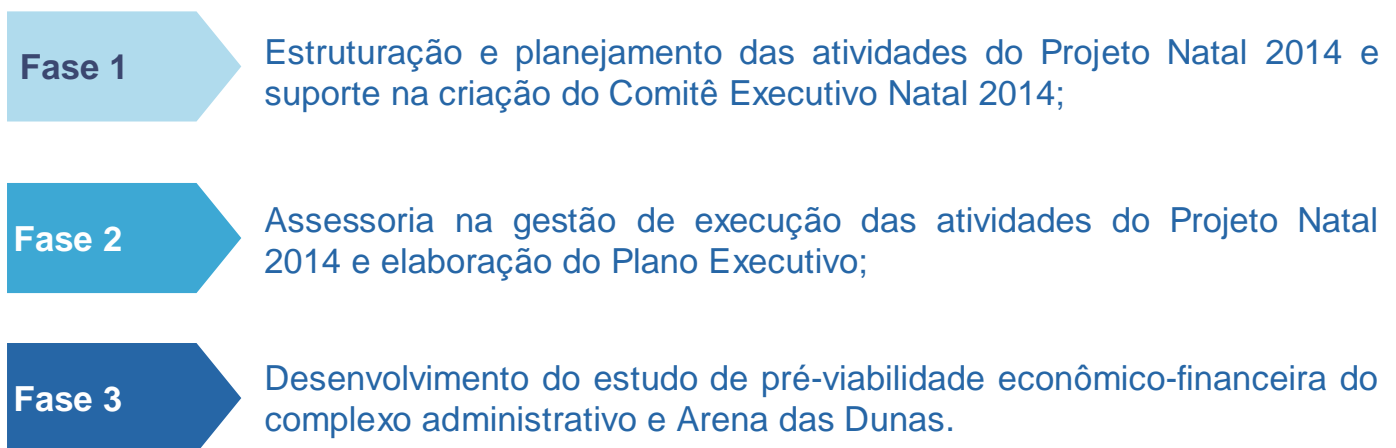 Fase 1
Estruturação e planejamento das atividades do Projeto Natal 2014 e
suporte na criação do Comitê Executivo Natal 2014;
Fase 2
Assessoria na gestão de execução das atividades do Projeto Natal
2014 e elaboração do Plano Executivo;
Fase 3
Desenvolvimento do estudo de pré-viabilidade econômico-financeira do
complexo administrativo e Arena das Dunas.